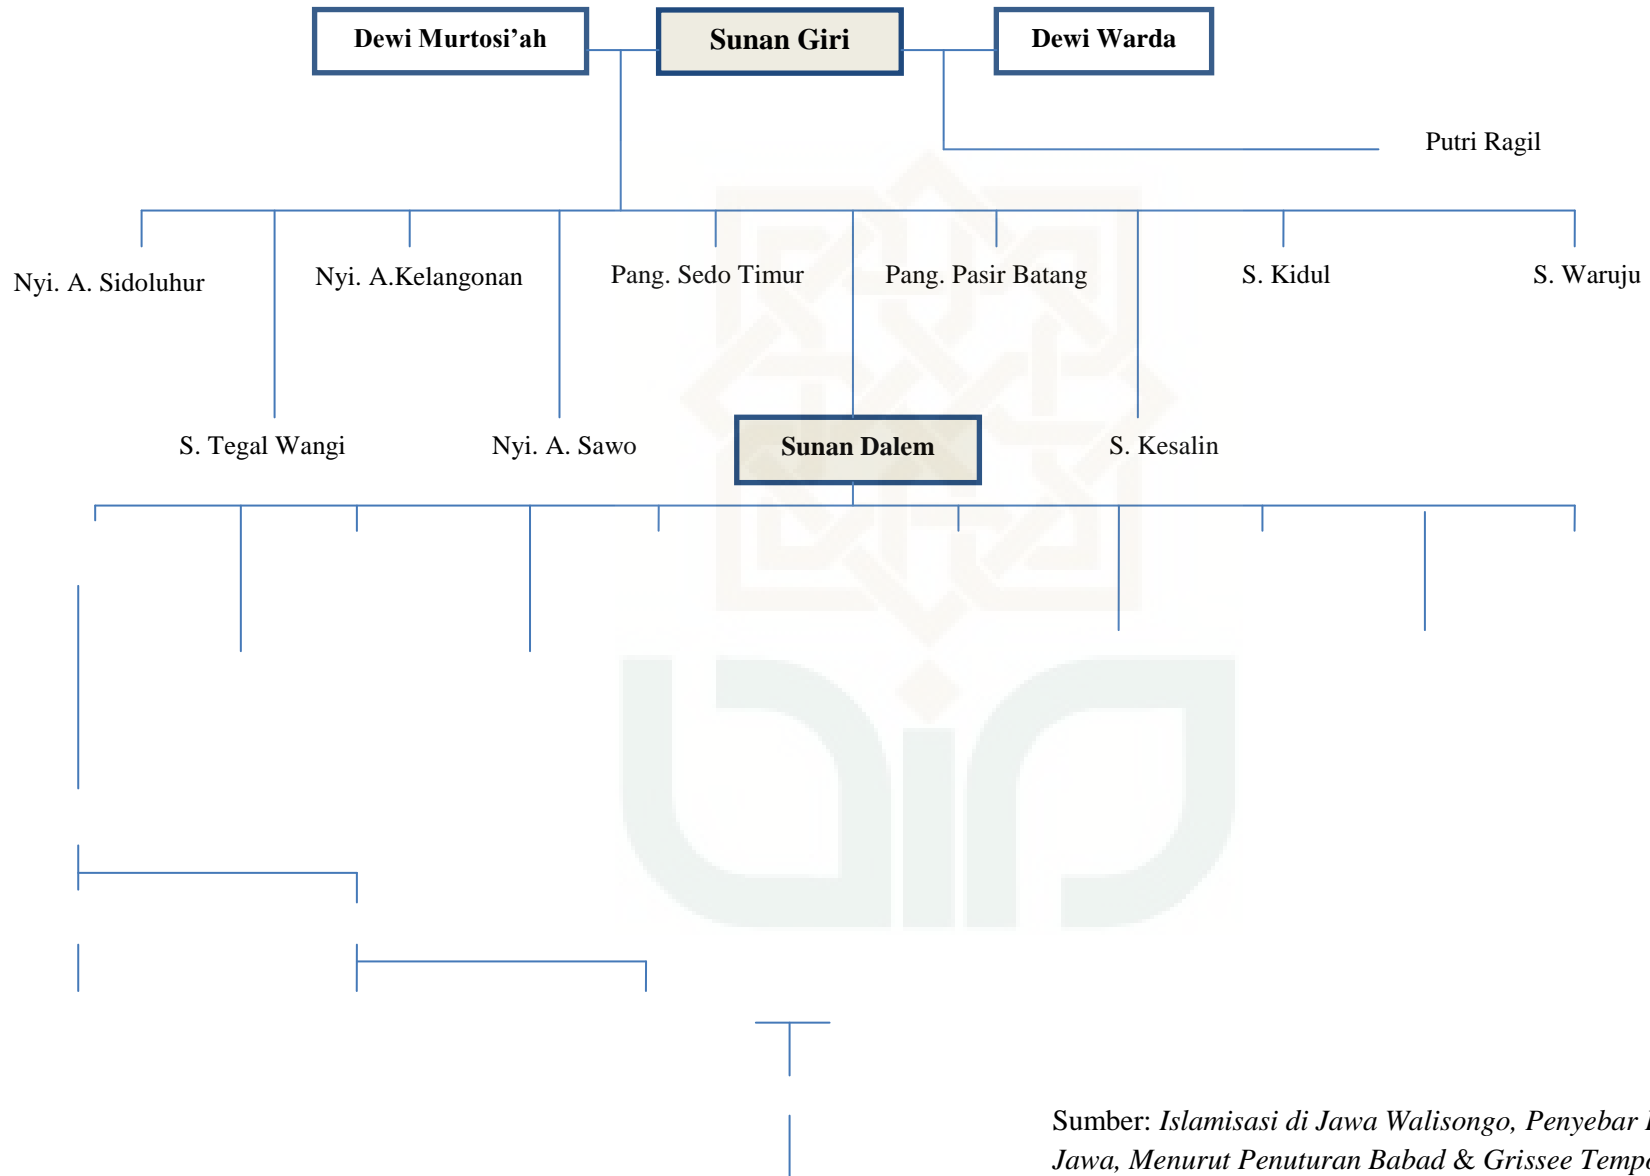 Dewi Murtosi’ah
Sunan Giri
Dewi Warda
Putri Ragil
Nyi. A. Sidoluhur
Nyi. A.Kelangonan
Pang. Sedo Timur
Pang. Pasir Batang
S. Kidul
S. Waruju
S. Tegal Wangi
Nyi. A. Sawo
Sunan Dalem
S. Kesalin
Sumber: Islamisasi di Jawa Walisongo, Penyebar
Jawa, Menurut Penuturan Babad & Grissee